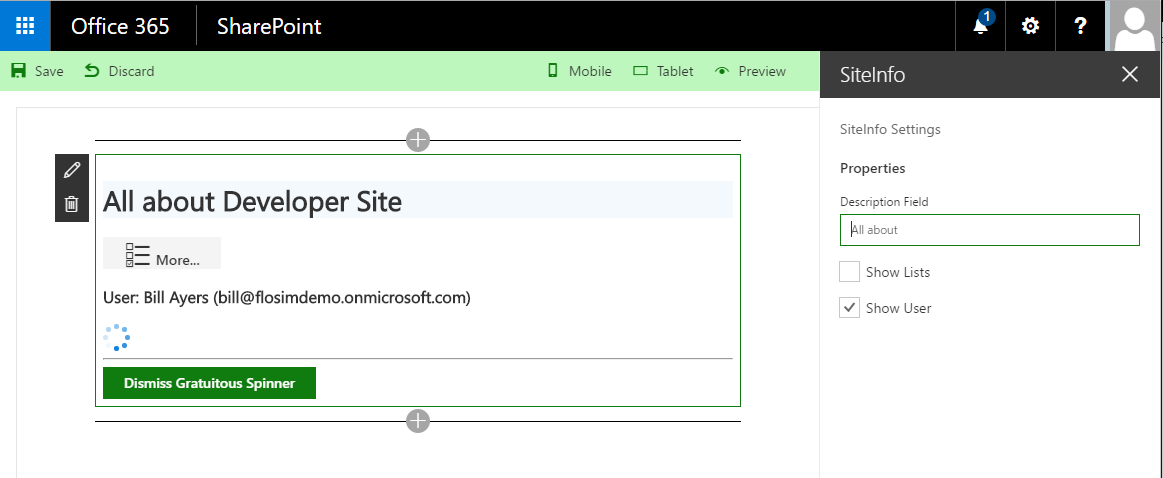 Office 365 SharePoint 1 ?
Save Discard Mobile Tablet Preview
SiteInfo
SiteInfo Settings
Properties
Description Field
All about
Show Lists
Show User
All about Developer Site
More...
User: Bill Ayers (bill@flosimdemo.onmicrosoft.com)
Dismiss Gratuitous Spinner